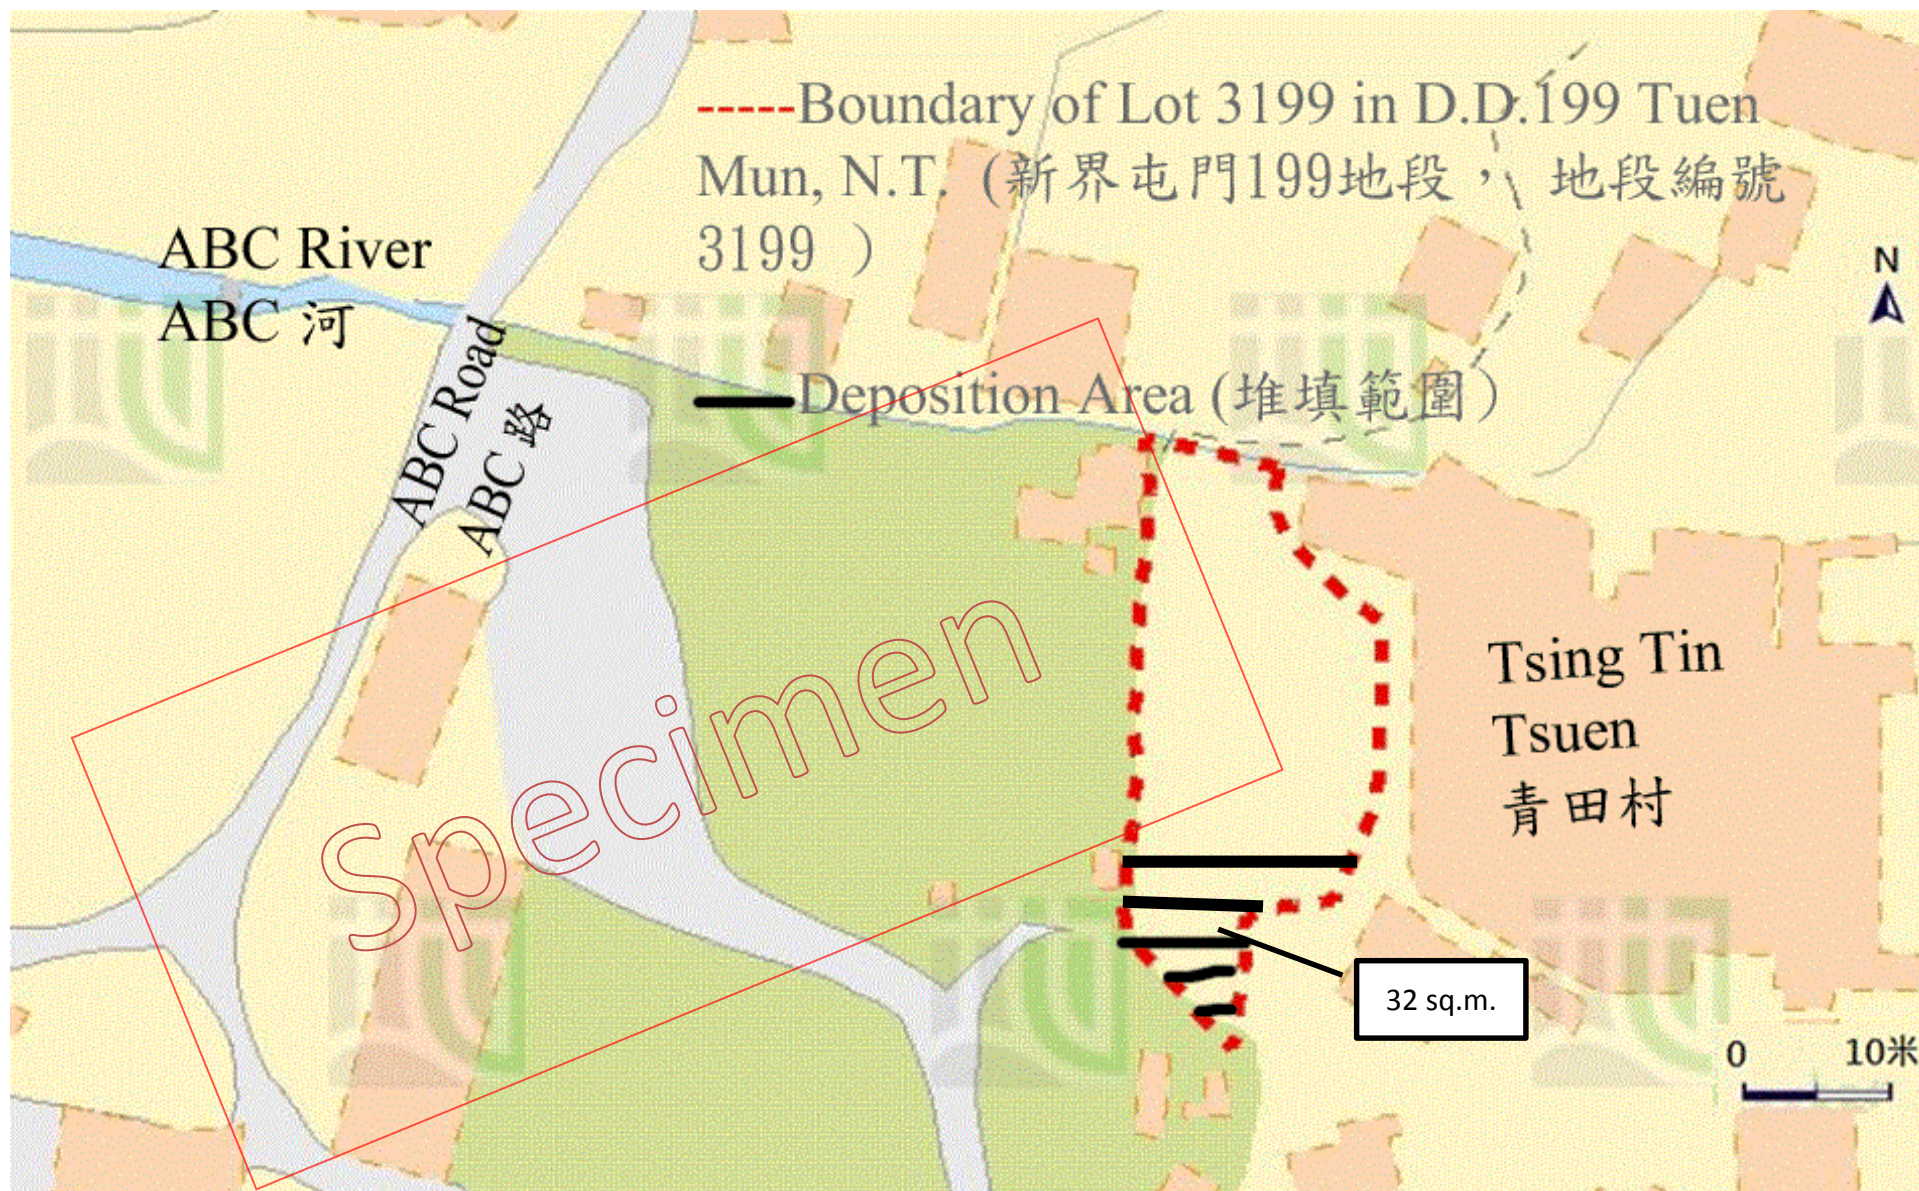 -----Boundary of Lot 3199 in D.D.199 Tuen
Mun, N.T. (新界屯門199地段， 地段編號
3199 ）
ABC River
ABC 河
N
ABC Road
ABC 路
Deposition Area (堆填範圍）
Specimen
Tsing Tin
Tsuen
青田村
32 sq.m.
0 10米